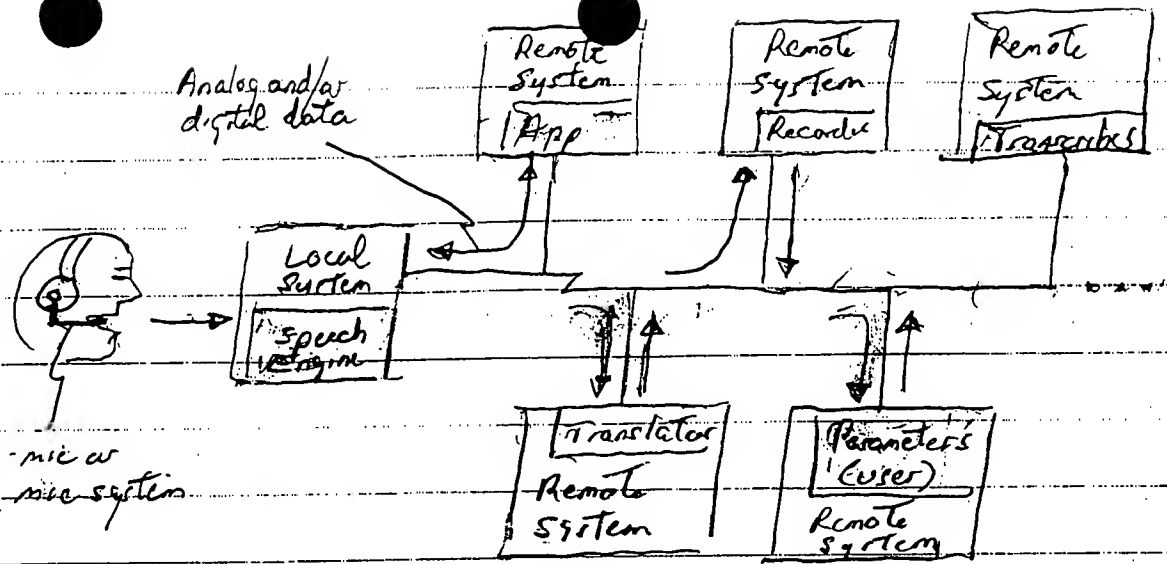 Analog and/or
digital data
Remote
System
App
Remote
System
Recorder
Remote
System
Transcribes
Local
System
Speech
Engine
mic or
mic system
Translator
Remote
System
Parameters
(user)
Remote
System